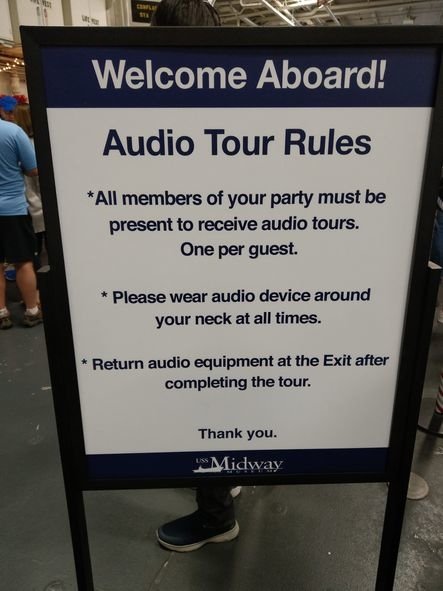 Welcome Aboard!
Audio Tour Rules
*All members of your party must be
present to receive audio tours.
One per guest.
* Please wear audio device around
your neck at all times.
* Return audio equipment at the Exit after
completing the tour.
Thank you.
USS Midway
MUSEUM